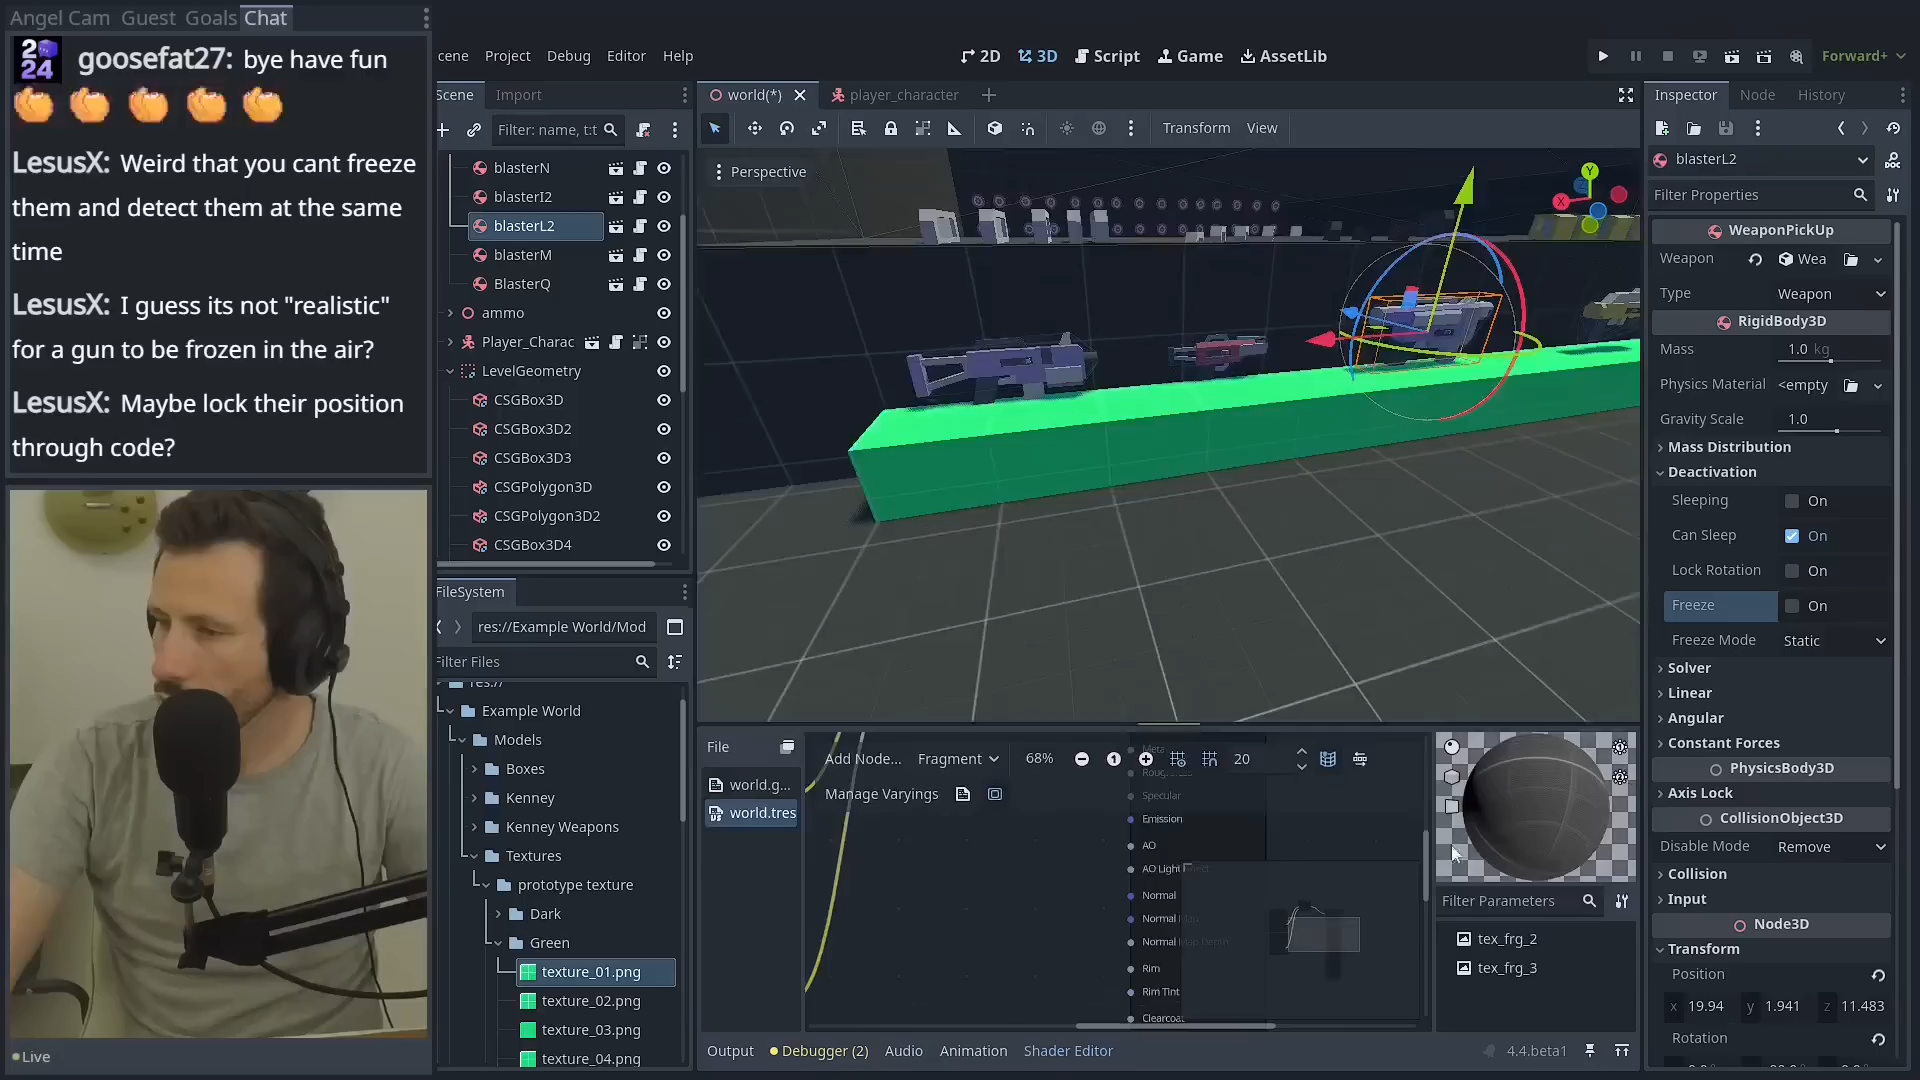 Angel Cam Guest Goals Chat
goosefat27: bye have fun
LesusX: Weird that you cant freeze
them and detect them at the same
time
LesusX: I guess its not "realistic"
for a gun to be frozen in the air?
LesusX: Maybe lock their position
through code?
Live
cene Project Debug Editor Help
2D 3D Script Game AssetLib
Forward+
Scene Import
Filter: name, t:t
blasterN
blasterI2
blasterL2
blasterM
BlasterQ
ammo
Player_Charac
LevelGeometry
CSGBox3D
CSGBox3D2
CSGBox3D3
CSGPolygon3D
CSGPolygon3D2
CSGBox3D4
FileSystem
res://Example World/Mod
Filter Files
res://
Example World
Models
Boxes
Kenney
Kenney Weapons
Textures
prototype texture
Dark
Green
texture_01.png
texture_02.png
texture_03.png
texture_04.png
world(*) player_character
Transform View
Perspective
Y
X
File
world.g...
world.tres
Add Node... Fragment 68% 20
Manage Varyings
Specular
Emission
AO
AO Light
Normal
Normal
Normal
Rim
Rim Tint
Clearcoat
Filter Parameters
tex_frg_2
tex_frg_3
Output Debugger (2) Audio Animation Shader Editor 4.4.beta1
Inspector Node History
blasterL2
Filter Properties
WeaponPickUp
Weapon Wea
Type Weapon
RigidBody3D
Mass 1.0 kg
Physics Material <empty
Gravity Scale 1.0
Mass Distribution
Deactivation
Sleeping On
Can Sleep On
Lock Rotation On
Freeze On
Freeze Mode Static
Solver
Linear
Angular
Constant Forces
PhysicsBody3D
Axis Lock
CollisionObject3D
Disable Mode Remove
Collision
Input
Node3D
Transform
Position
x 19.94 y 1.941 z 11.483
Rotation